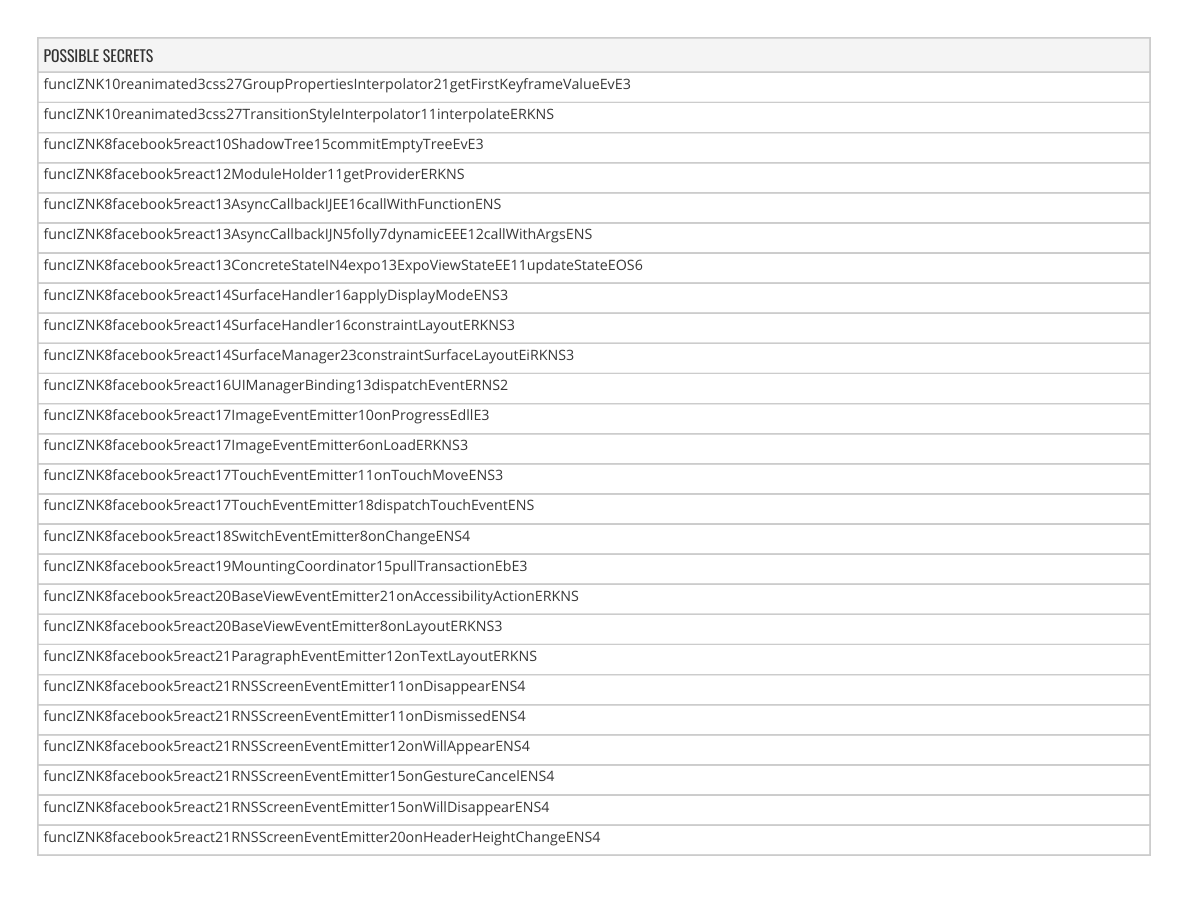 POSSIBLE SECRETS
funcIZNK10reanimated3css27GroupPropertiesInterpolator21getFirstKeyframeValueEvE3
funcIZNK10reanimated3css27TransitionStyleInterpolator11interpolateERKNS
funcIZNK8facebook5react10ShadowTree15commitEmptyTreeEvE3
funcIZNK8facebook5react12ModuleHolder11getProviderERKNS
funcIZNK8facebook5react13AsyncCallbackIJEE16callWithFunctionENS
funcIZNK8facebook5react13AsyncCallbackIJN5folly7dynamicEEE12callWithArgsENS
funcIZNK8facebook5react13ConcreteStateIN4expo13ExpoViewStateEE11updateStateEOS6
funcIZNK8facebook5react14SurfaceHandler16applyDisplayModeENS3
funcIZNK8facebook5react14SurfaceHandler16constraintLayoutERKNS3
funcIZNK8facebook5react14SurfaceManager23constraintSurfaceLayoutEiRKNS3
funcIZNK8facebook5react16UIManagerBinding13dispatchEventERNS2
funcIZNK8facebook5react17ImageEventEmitter10onProgressEdllE3
funcIZNK8facebook5react17ImageEventEmitter6onLoadERKNS3
funcIZNK8facebook5react17TouchEventEmitter11onTouchMoveENS3
funcIZNK8facebook5react17TouchEventEmitter18dispatchTouchEventENS
funcIZNK8facebook5react18SwitchEventEmitter8onChangeENS4
funcIZNK8facebook5react19MountingCoordinator15pullTransactionEbE3
funcIZNK8facebook5react20BaseViewEventEmitter21onAccessibilityActionERKNS
funcIZNK8facebook5react20BaseViewEventEmitter8onLayoutERKNS3
funcIZNK8facebook5react21ParagraphEventEmitter12onTextLayoutERKNS
funcIZNK8facebook5react21RNSScreenEventEmitter11onDisappearENS4
funcIZNK8facebook5react21RNSScreenEventEmitter11onDismissedENS4
funcIZNK8facebook5react21RNSScreenEventEmitter12onWillAppearENS4
funcIZNK8facebook5react21RNSScreenEventEmitter15onGestureCancelENS4
funcIZNK8facebook5react21RNSScreenEventEmitter15onWillDisappearENS4
funcIZNK8facebook5react21RNSScreenEventEmitter20onHeaderHeightChangeENS4